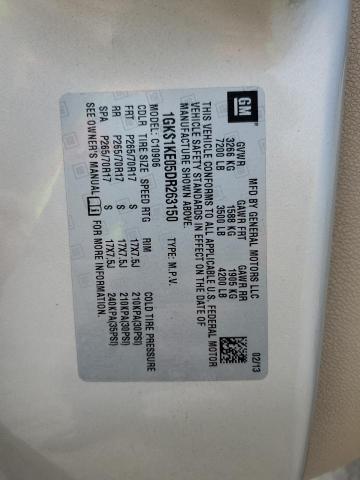 GM
MFD BY GENERAL MOTORS LLC
02/13
GVWR GAWR FRT GAWR RR
3266 KG 1588 KG 1905 KG
7200 LB 3500 LB 4200 LB
THIS VEHICLE CONFORMS TO ALL APPLICABLE U.S. FEDERAL MOTOR
VEHICLE SAFETY STANDARDS IN EFFECT ON THE DATE OF
MANUFACTURE SHOWN ABOVE.
1GKS1KE05DR263150 TYPE: M.P.V.
MODEL: C10906
CDLR TIRE SIZE SPEED RTG RIM COLD TIRE PRESSURE
FRT P265/70R17 S 17X7.5J 210KPA(30PSI)
RR P265/70R17 S 17X7.5J 210KPA(30PSI)
SPA P265/70R17 S 17X7.5J 240KPA(35PSI)
SEE OWNER'S MANUAL